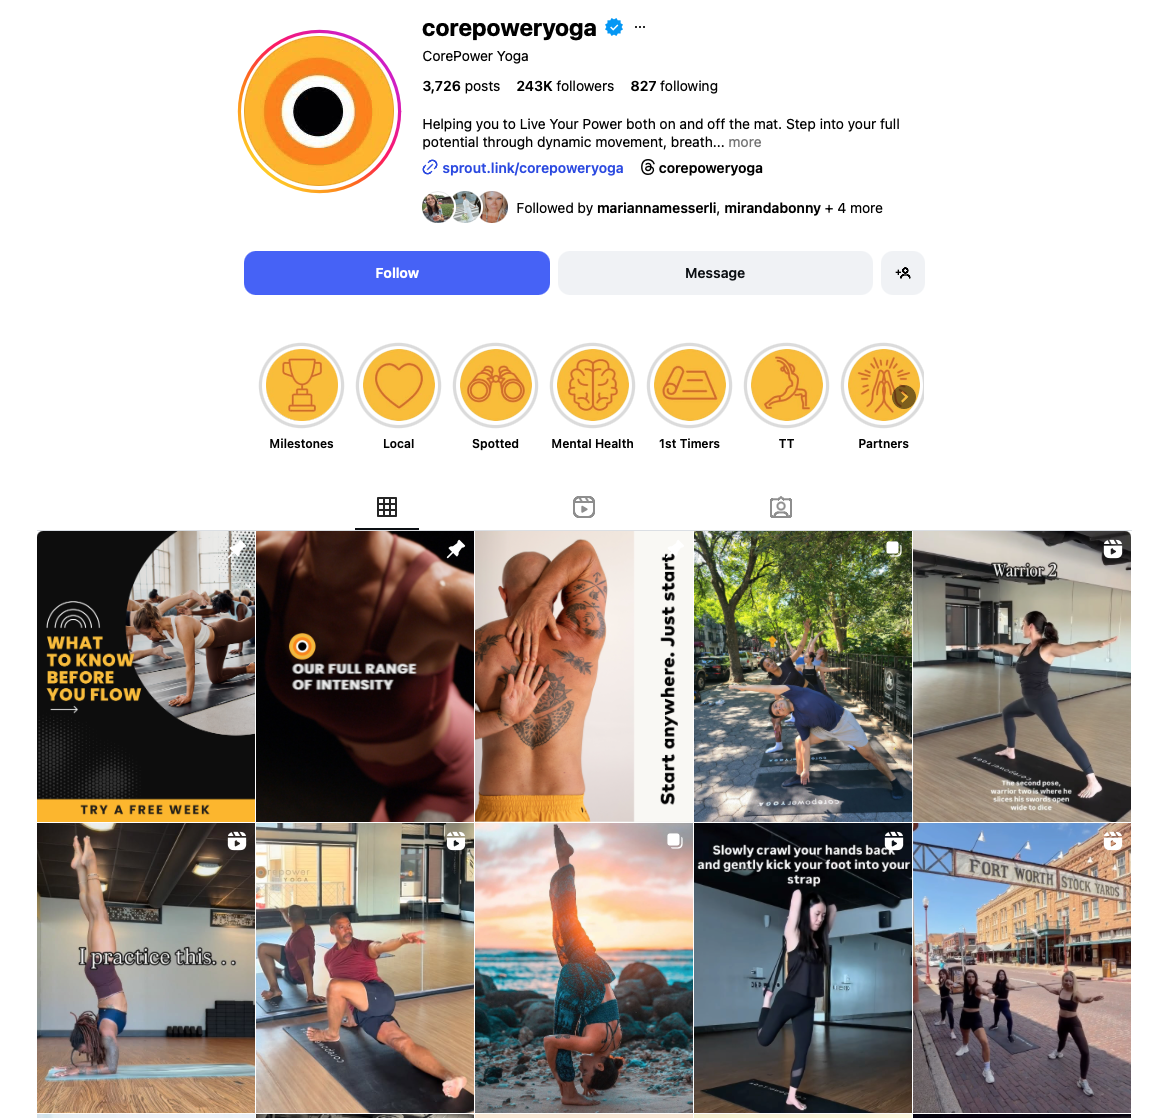 corepoweryoga
CorePower Yoga
3,726 posts 243K followers 827 following
Helping you to Live Your Power both on and off the mat. Step into your full
potential through dynamic movement, breath... more
sprout.link/corepoweryoga corepoweryoga
Followed by mariannamesserli, mirandabonny + 4 more
Follow Message
Milestones Local Spotted Mental Health 1st Timers TT Partners
WHAT
TO KNOW
BEFORE
YOU FLOW
TRY A FREE WEEK
OUR FULL RANGE
OF INTENSITY
Start anywhere. Just start
corepoweryoga
Warrior 2
The second pose,
warrior two is where he
slices his swords open
wide to dice
I practice this...
corepower
YOGA
Slowly crawl your hands back
and gently kick your foot into your
strap
FORT WORTH STOCK YARDS